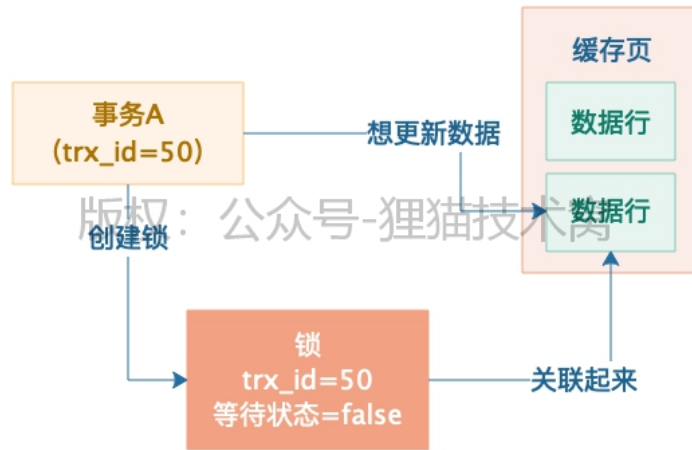 缓存页
事务A
（trx_id=50）
数据行
想更新数据
数据行
版权：公众号-狸猫技术窝
创建锁
锁
trx_id=50
等待状态=false
关联起来